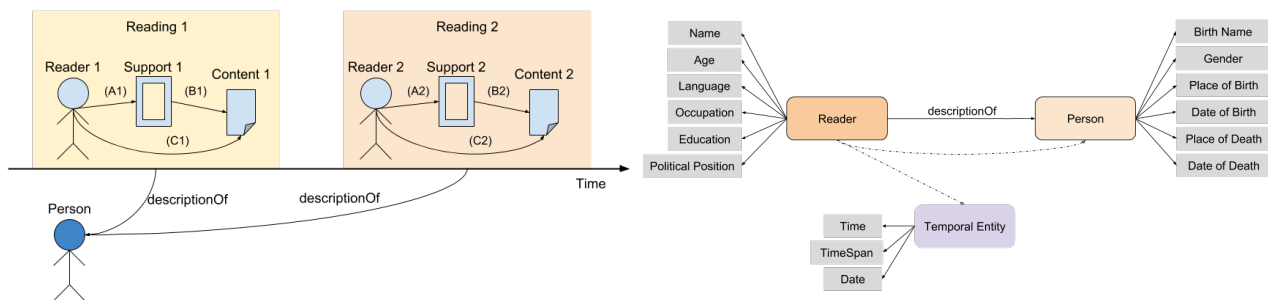 Reading 1
Reader 1
Support 1
Content 1
(A1)
(B1)
(C1)
Reading 2
Reader 2
Support 2
Content 2
(A2)
(B2)
(C2)
Time
descriptionOf
descriptionOf
Person
Name
Age
Language
Occupation
Education
Political Position
Reader
descriptionOf
Person
Birth Name
Gender
Place of Birth
Date of Birth
Place of Death
Date of Death
Temporal Entity
Time
TimeSpan
Date